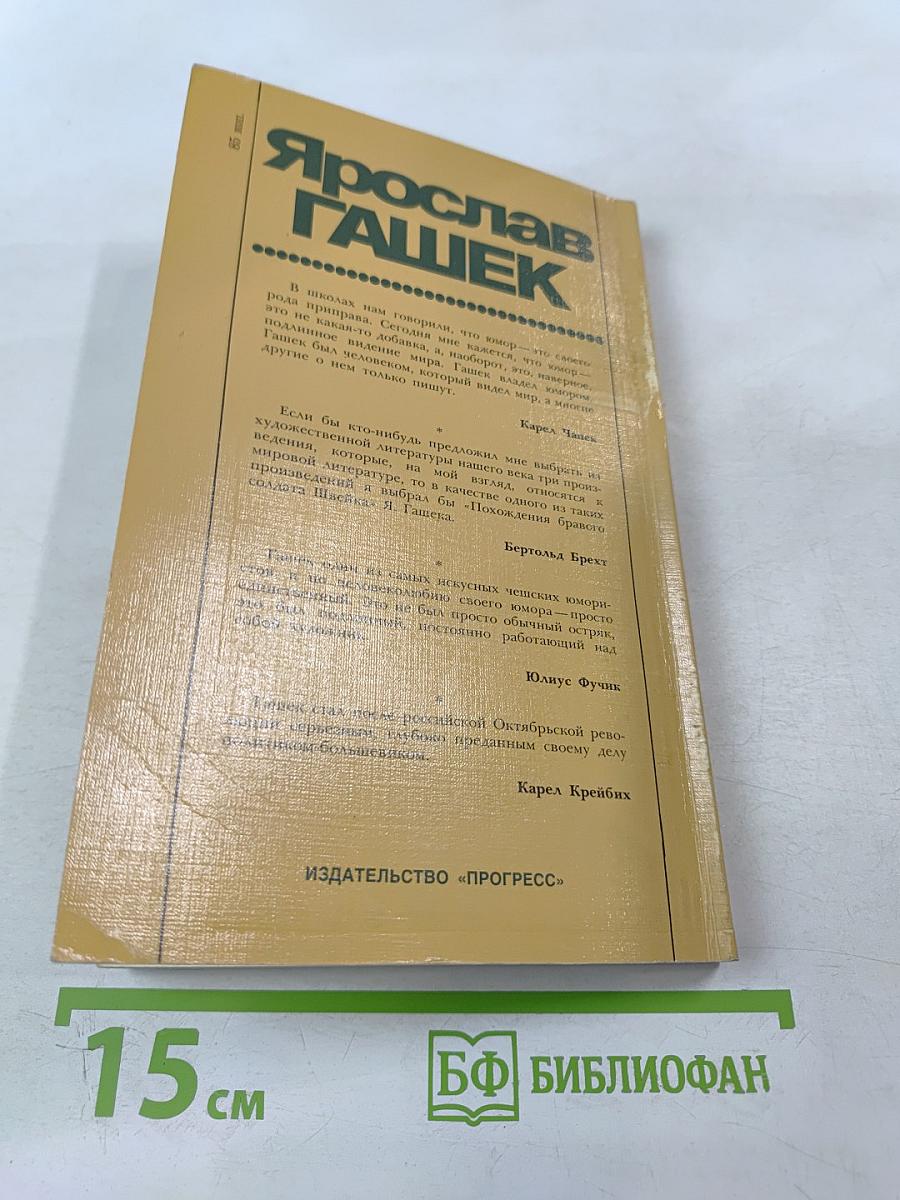 85 коп.
Ярослав
ГАШЕК
В школах нам говорили, что юмор — это своего
рода приправа. Сегодня мне кажется, что юмор —
это не какая-то добавка, а, наоборот, это, наверное,
подлинное видение мира. Гашек владел юмором.
Гашек был человеком, который видел мир, а многие
другие о нем только пишут.
Карел Чапек
*
Если бы кто-нибудь предложил мне выбрать из
художественной литературы нашего века три произ-
ведения, которые, на мой взгляд, относятся к
мировой литературе, то в качестве одного из таких
произведений я выбрал бы «Похождения бравого
солдата Швейка» Я. Гашека.
Бертольд Брехт
*
Гашек один из самых искусных чешских юмори-
стов, и по человеколюбию своего юмора — просто
единственный. Это не был просто обычный остряк,
это был подлинный, постоянно работающий над
собой художник.
Юлиус Фучик
*
Гашек стал после российской Октябрьской рево-
люции серьезным, глубоко преданным своему делу
политиком-большевиком.
Карел Крейбих
ИЗДАТЕЛЬСТВО «ПРОГРЕСС»
15 см
БФ БИБЛИОФАН